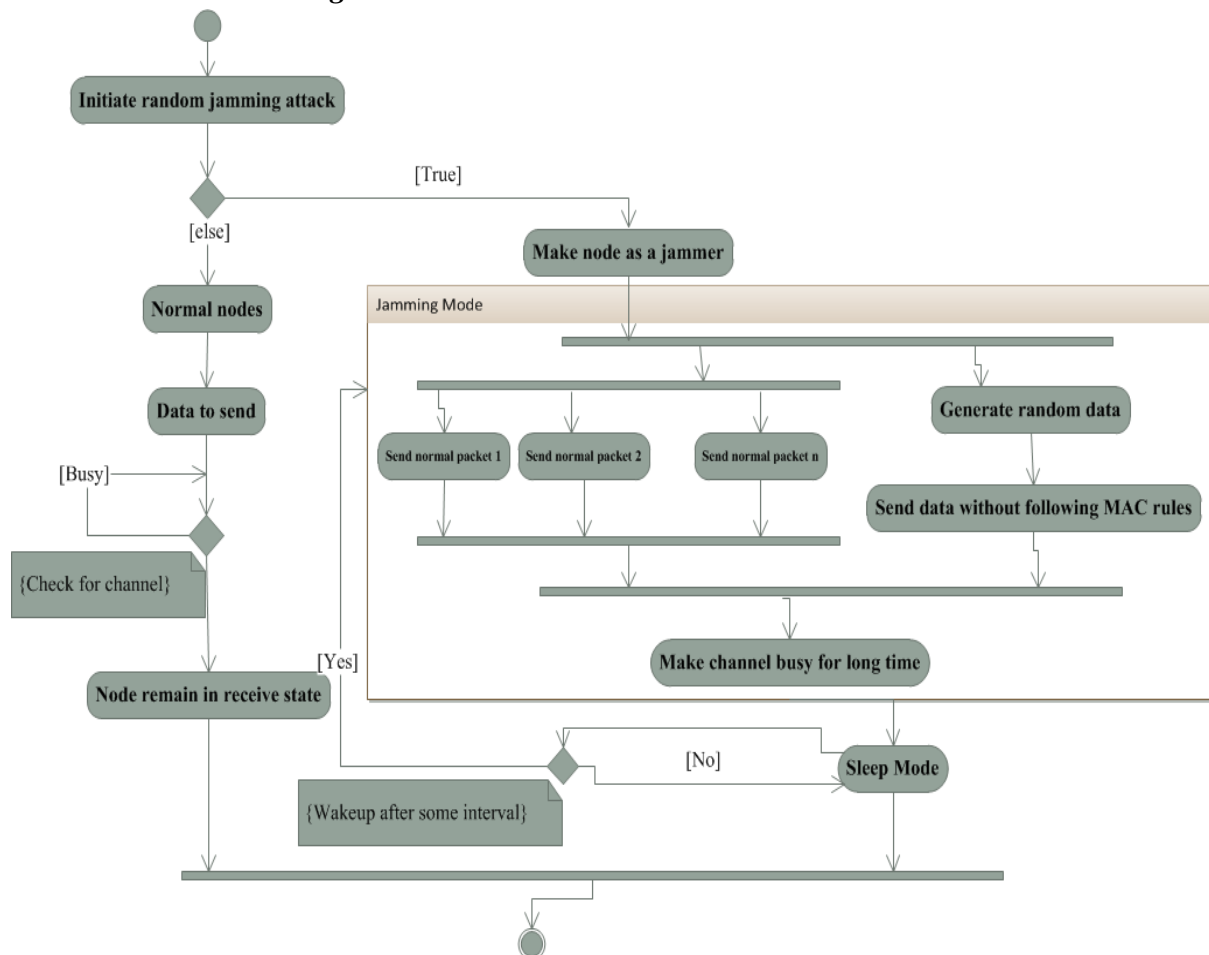 Initiate random jamming attack
[True]
[else]
Make node as a jammer
Normal nodes
Jamming Mode
Data to send
Generate random data
Send normal packet 1
Send normal packet 2
Send normal packet n
[Busy]
Send data without following MAC rules
{Check for channel}
[Yes]
Make channel busy for long time
Node remain in receive state
[No]
Sleep Mode
{Wakeup after some interval}